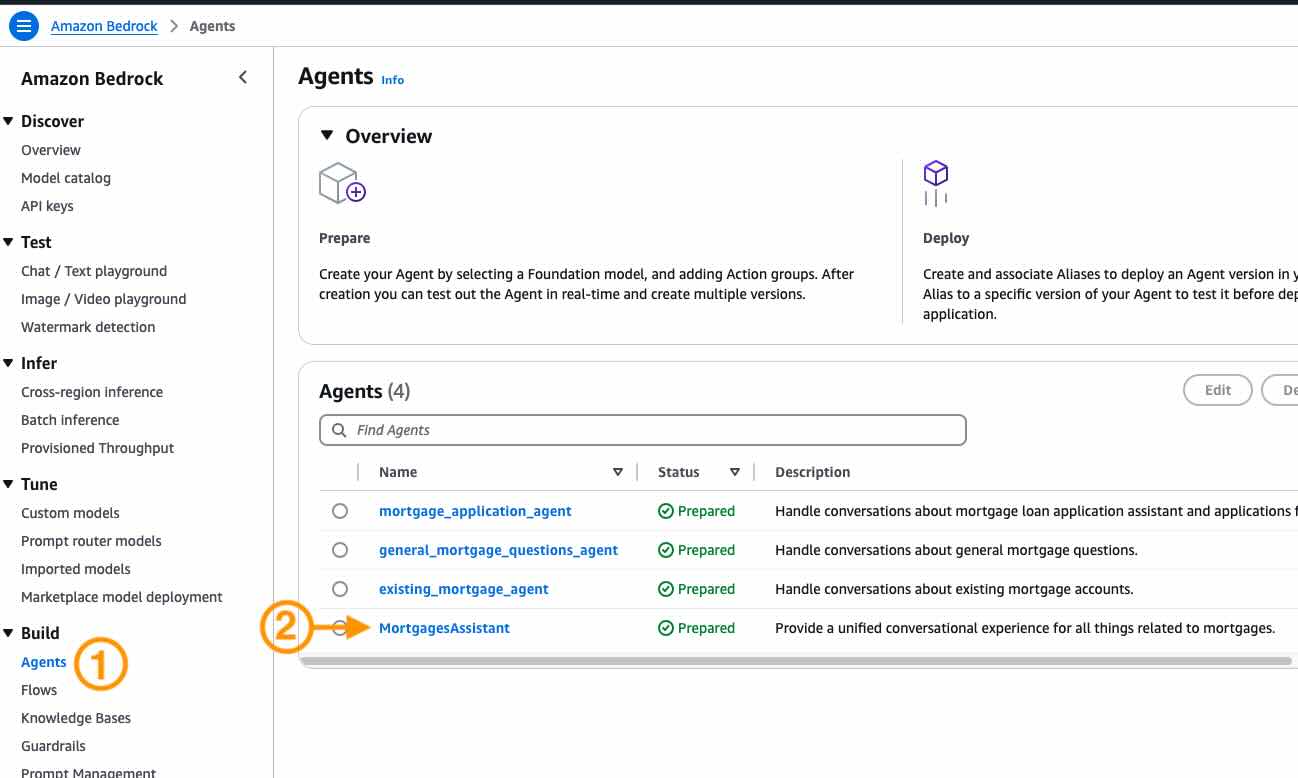 Amazon Bedrock > Agents
Amazon Bedrock
Discover
Overview
Model catalog
API keys
Test
Chat / Text playground
Image / Video playground
Watermark detection
Infer
Cross-region inference
Batch inference
Provisioned Throughput
Tune
Custom models
Prompt router models
Imported models
Marketplace model deployment
Build
Agents
1
Flows
Knowledge Bases
Guardrails
Prompt Management
Agents Info
Overview
Prepare
Create your Agent by selecting a Foundation model, and adding Action groups. After
creation you can test out the Agent in real-time and create multiple versions.
Deploy
Create and associate Aliases to deploy an Agent version in
Alias to a specific version of your Agent to test it before
application.
Agents (4)
Edit
Find Agents
Name Status Description
mortgage_application_agent Prepared Handle conversations about mortgage loan application assistant and applications
general_mortgage_questions_agent Prepared Handle conversations about general mortgage questions.
existing_mortgage_agent Prepared Handle conversations about existing mortgage accounts.
2 MortgagesAssistant Prepared Provide a unified conversational experience for all things related to mortgages.